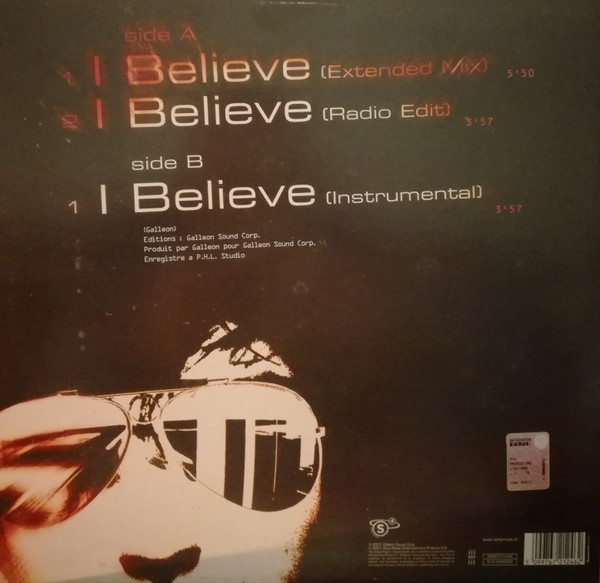 side A
1 I Believe (Extended Mix) 5'50
2 I Believe (Radio Edit) 3'57
side B
1 I Believe (Instrumental) 3'57
(Galleon)
Editions : Galleon Sound Corp.
Produit par Galleon pour Galleon Sound Corp.
Enregistre a P.H.L. Studio
S